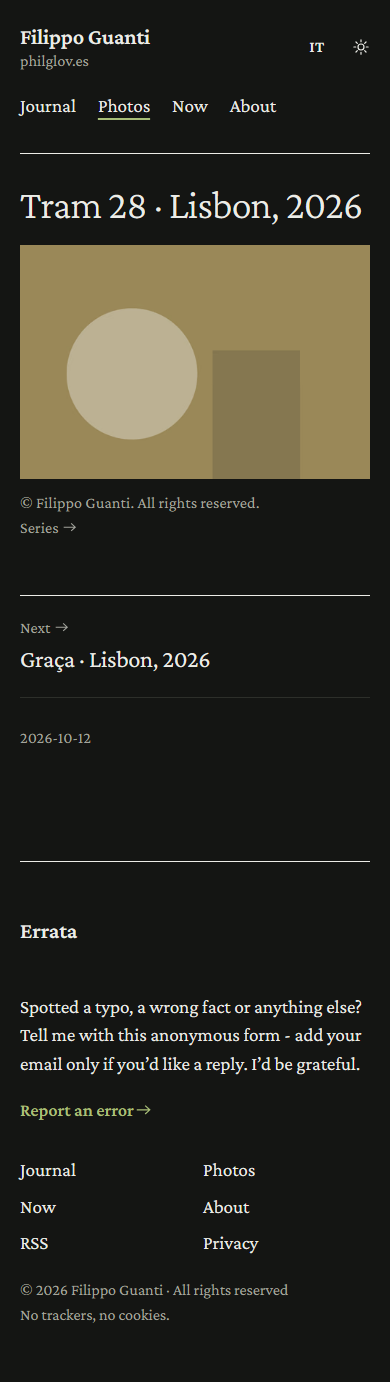 Filippo Guanti
philglov.es
IT
Journal Photos Now About
Tram 28 · Lisbon, 2026
© Filippo Guanti. All rights reserved.
Series →
Next →
Graça · Lisbon, 2026
2026-10-12
Errata
Spotted a typo, a wrong fact or anything else?
Tell me with this anonymous form - add your
email only if you’d like a reply. I’d be grateful.
Report an error →
Journal Photos
Now About
RSS Privacy
© 2026 Filippo Guanti · All rights reserved
No trackers, no cookies.